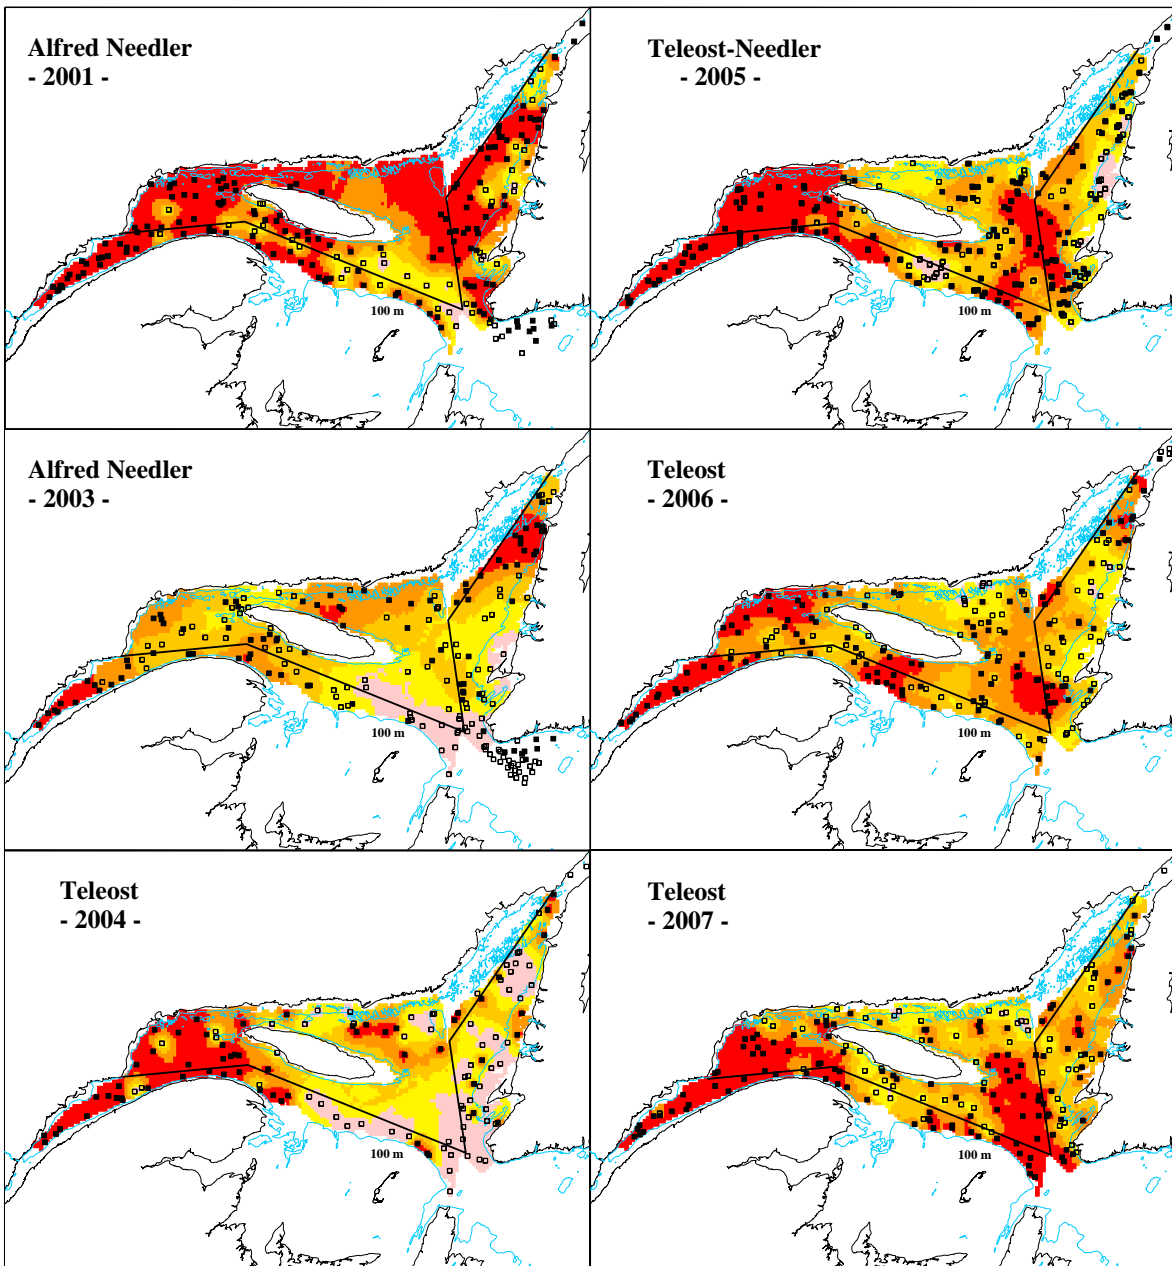 Alfred Needler
- 2001 -
100 m
Teleost-Needler
- 2005 -
100 m
Alfred Needler
- 2003 -
100 m
Teleost
- 2006 -
100 m
Teleost
- 2004 -
100 m
Teleost
- 2007 -
100 m